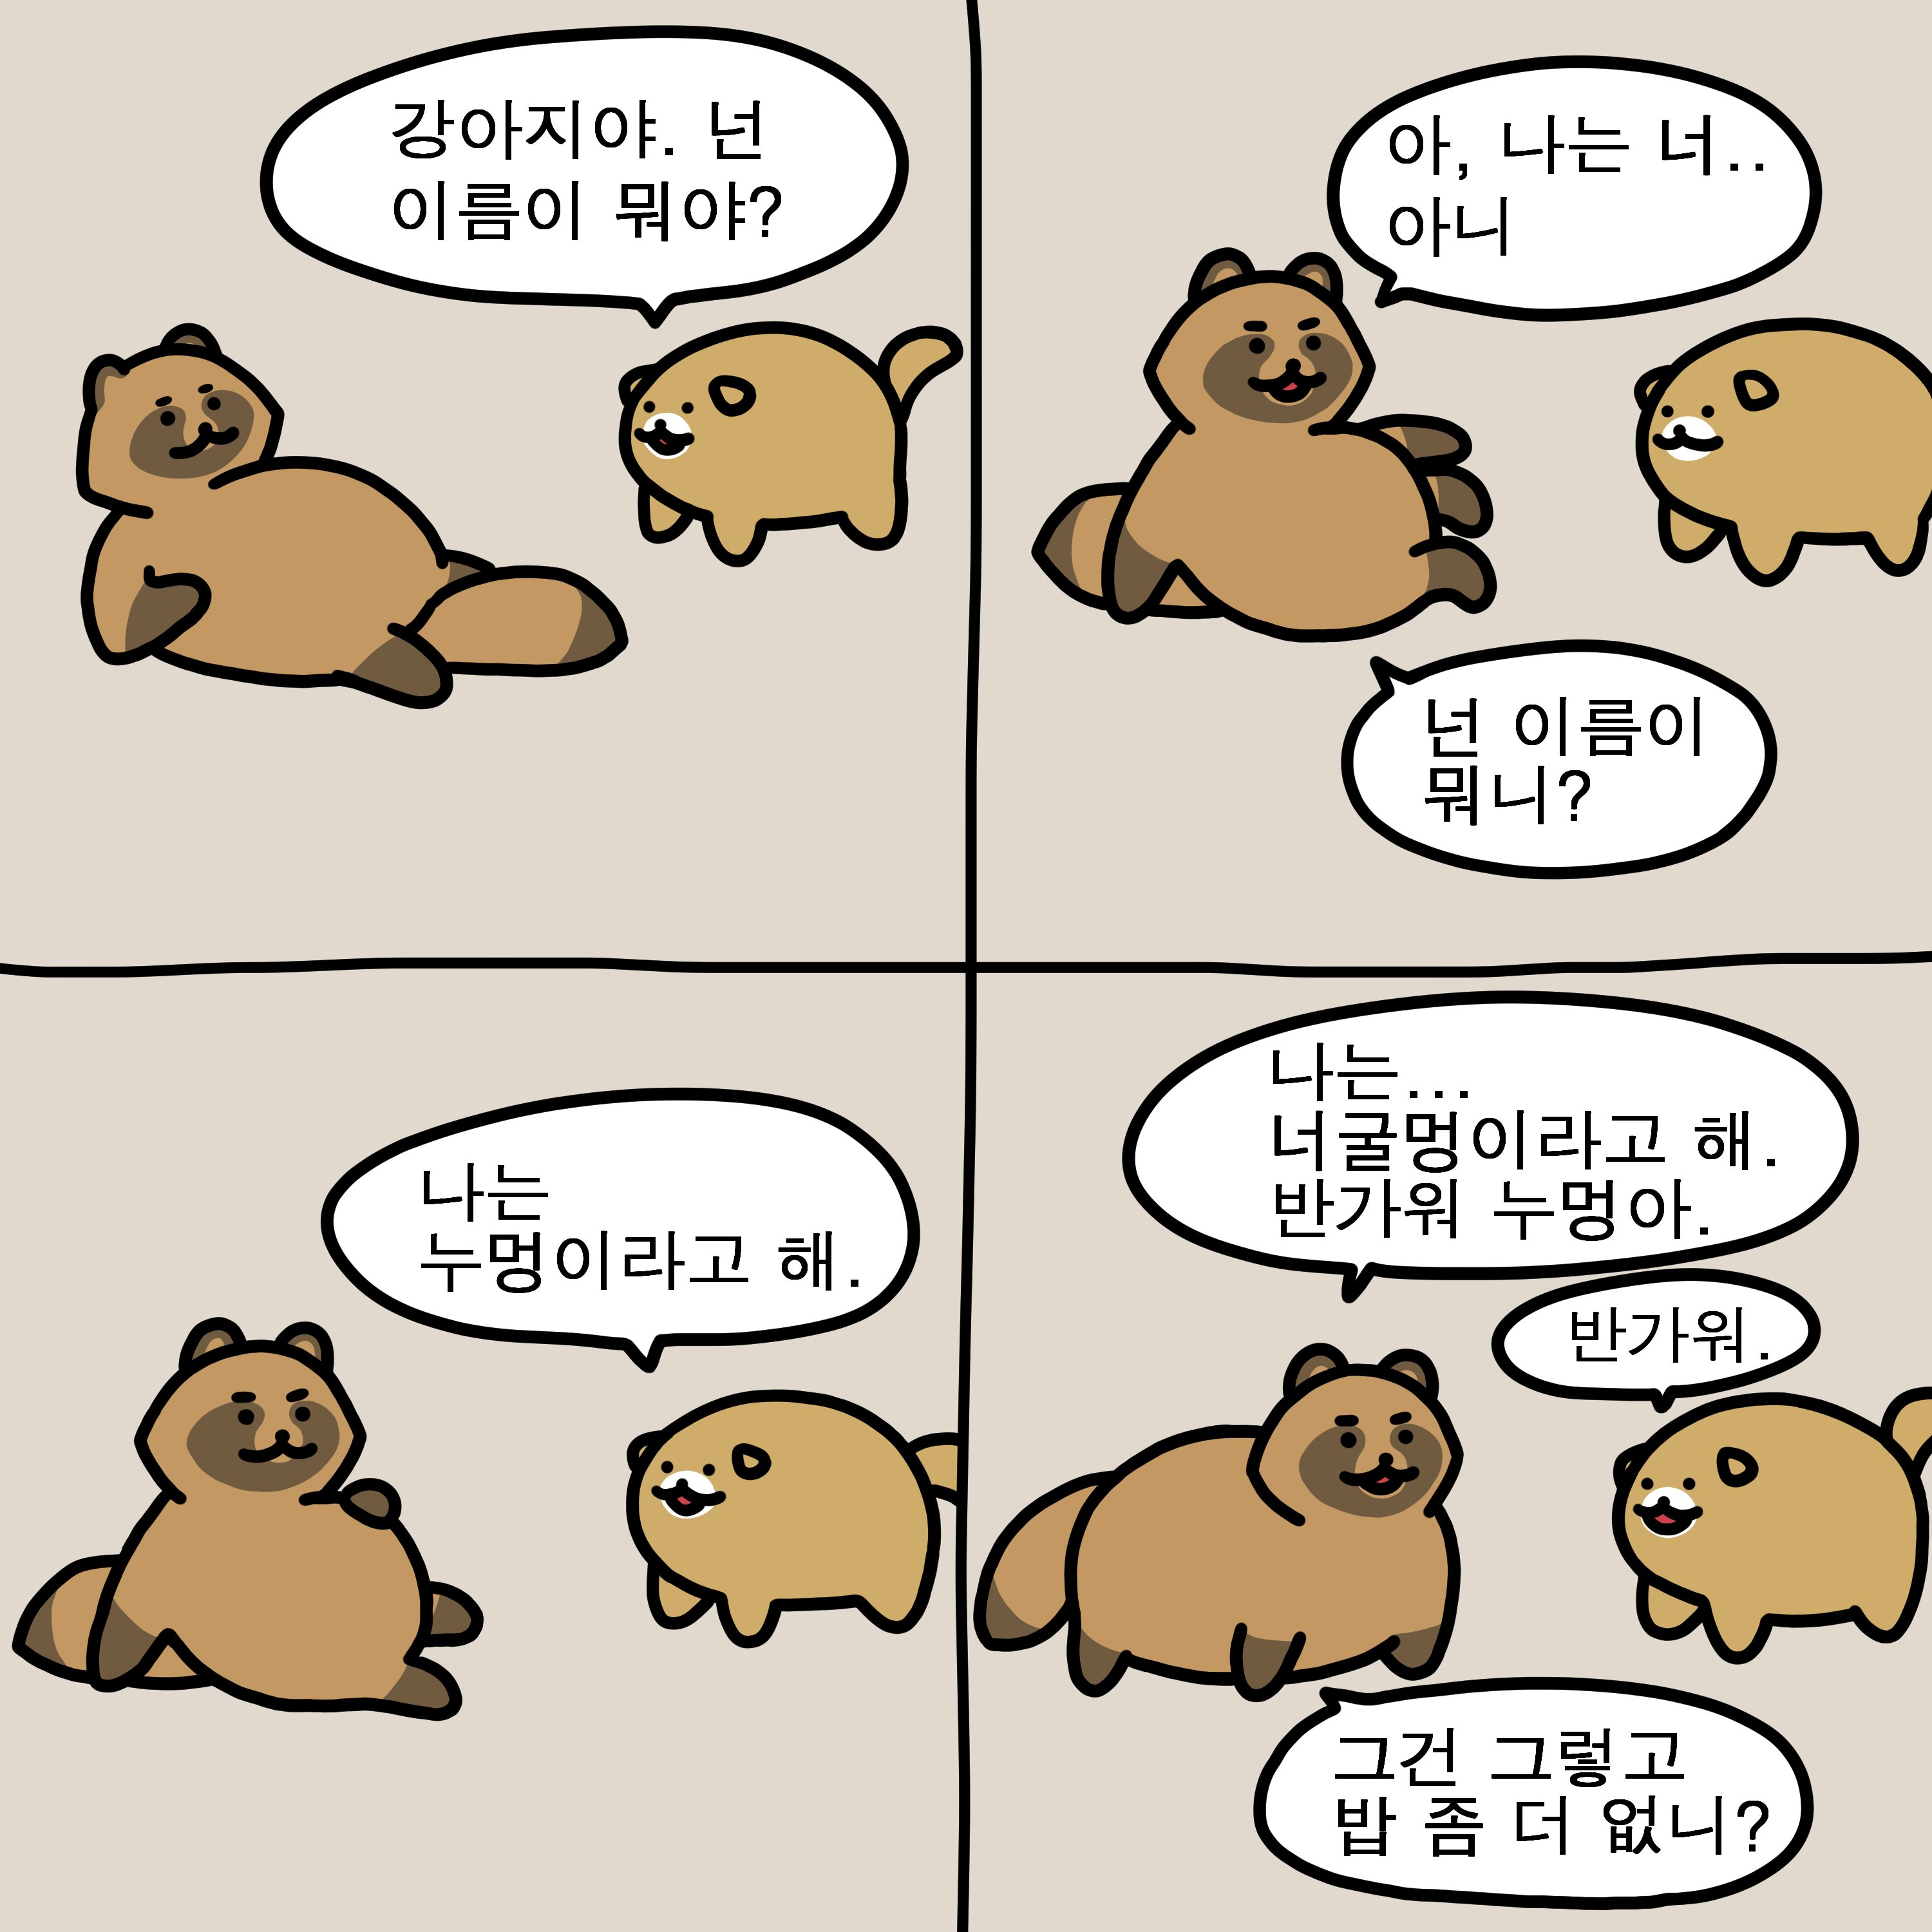 강아지야. 넌
이름이 뭐야?
아, 나는 너..
아니
넌 이름이
뭐니?
나는
누멍이라고 해.
나는...
너굴멍이라고 해.
반가워 누멍아.
반가워.
그건 그렇고
밥 좀 더 없니?